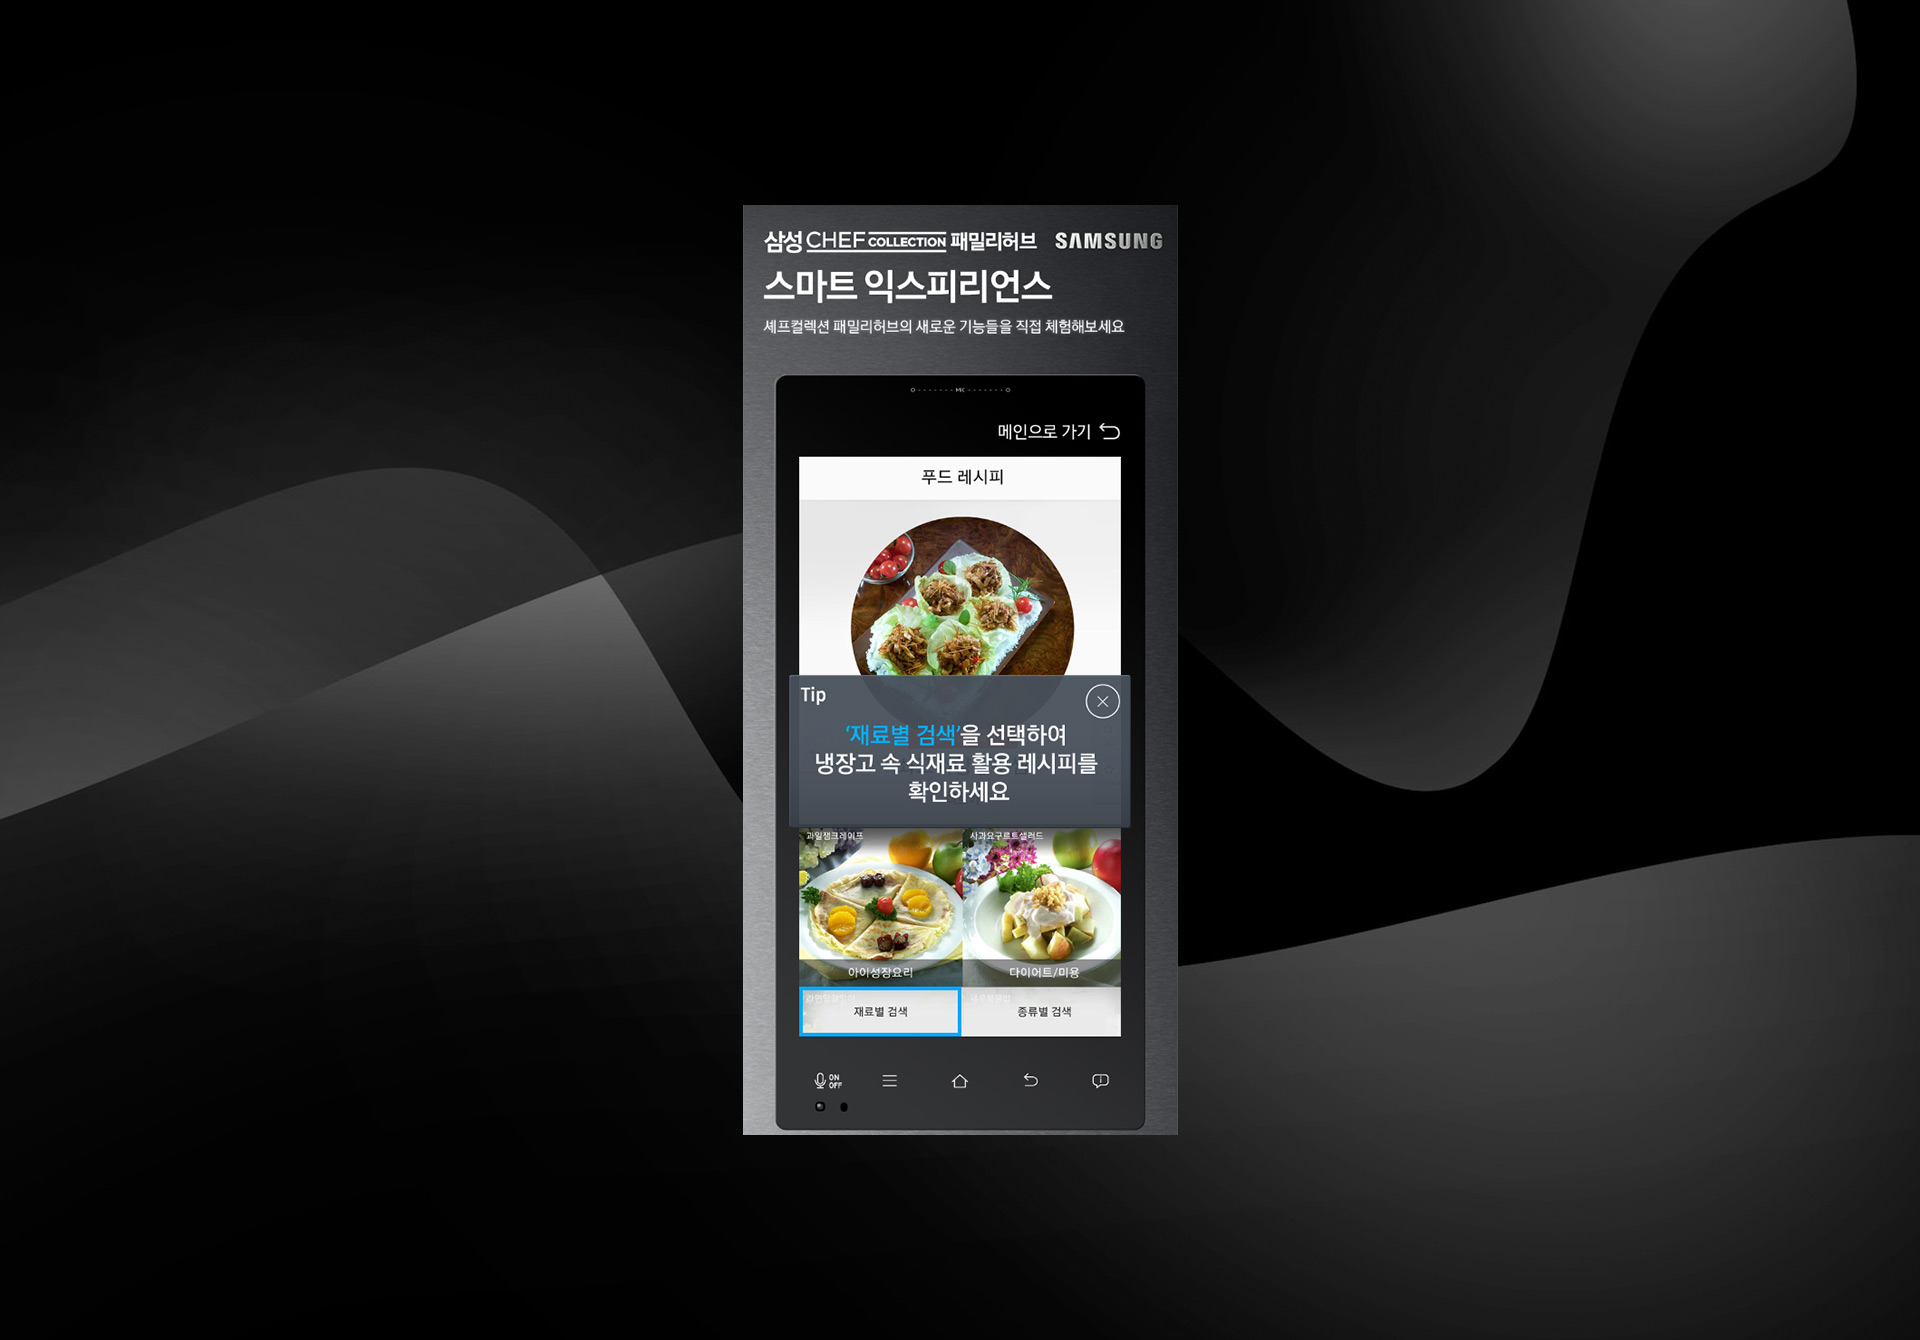 삼성 CHEF COLLECTION 패밀리허브 SAMSUNG
스마트 익스피리언스
셰프컬렉션 패밀리허브의 새로운 기능들을 직접 체험해보세요
MIC
메인으로 가기
푸드 레시피
Tip
‘재료별 검색’을 선택하여
냉장고 속 식재료 활용 레시피를
확인하세요
과일잼크레이프 사과요구르트샐러드
아이성장요리 다이어트/미용
재료별 검색 종류별 검색
ON
OFF